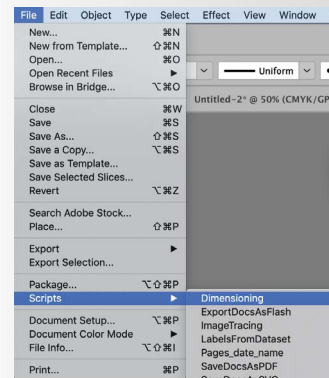 File Edit Object Type Select Effect View Window
New... ⌘N
New from Template... ⇧⌘N
Open... ⌘O
Open Recent Files ▶
Browse in Bridge... ⌥⌘O
Uniform
Untitled-2* @ 50% (CMYK/GP
Close ⌘W
Save ⌘S
Save As... ⇧⌘S
Save a Copy... ⌥⌘S
Save as Template...
Save Selected Slices...
Revert ⌥⌘Z
Search Adobe Stock...
Place... ⇧⌘P
Export ▶
Export Selection...
Package... ⌥⇧⌘P
Scripts ▶
Dimensioning
ExportDocsAsFlash
ImageTracing
LabelsFromDataset
Pages_date_name
SaveDocsAsPDF
Document Setup... ⌥⌘P
Document Color Mode ▶
File Info... ⌥⇧⌘I
Print... ⌘P